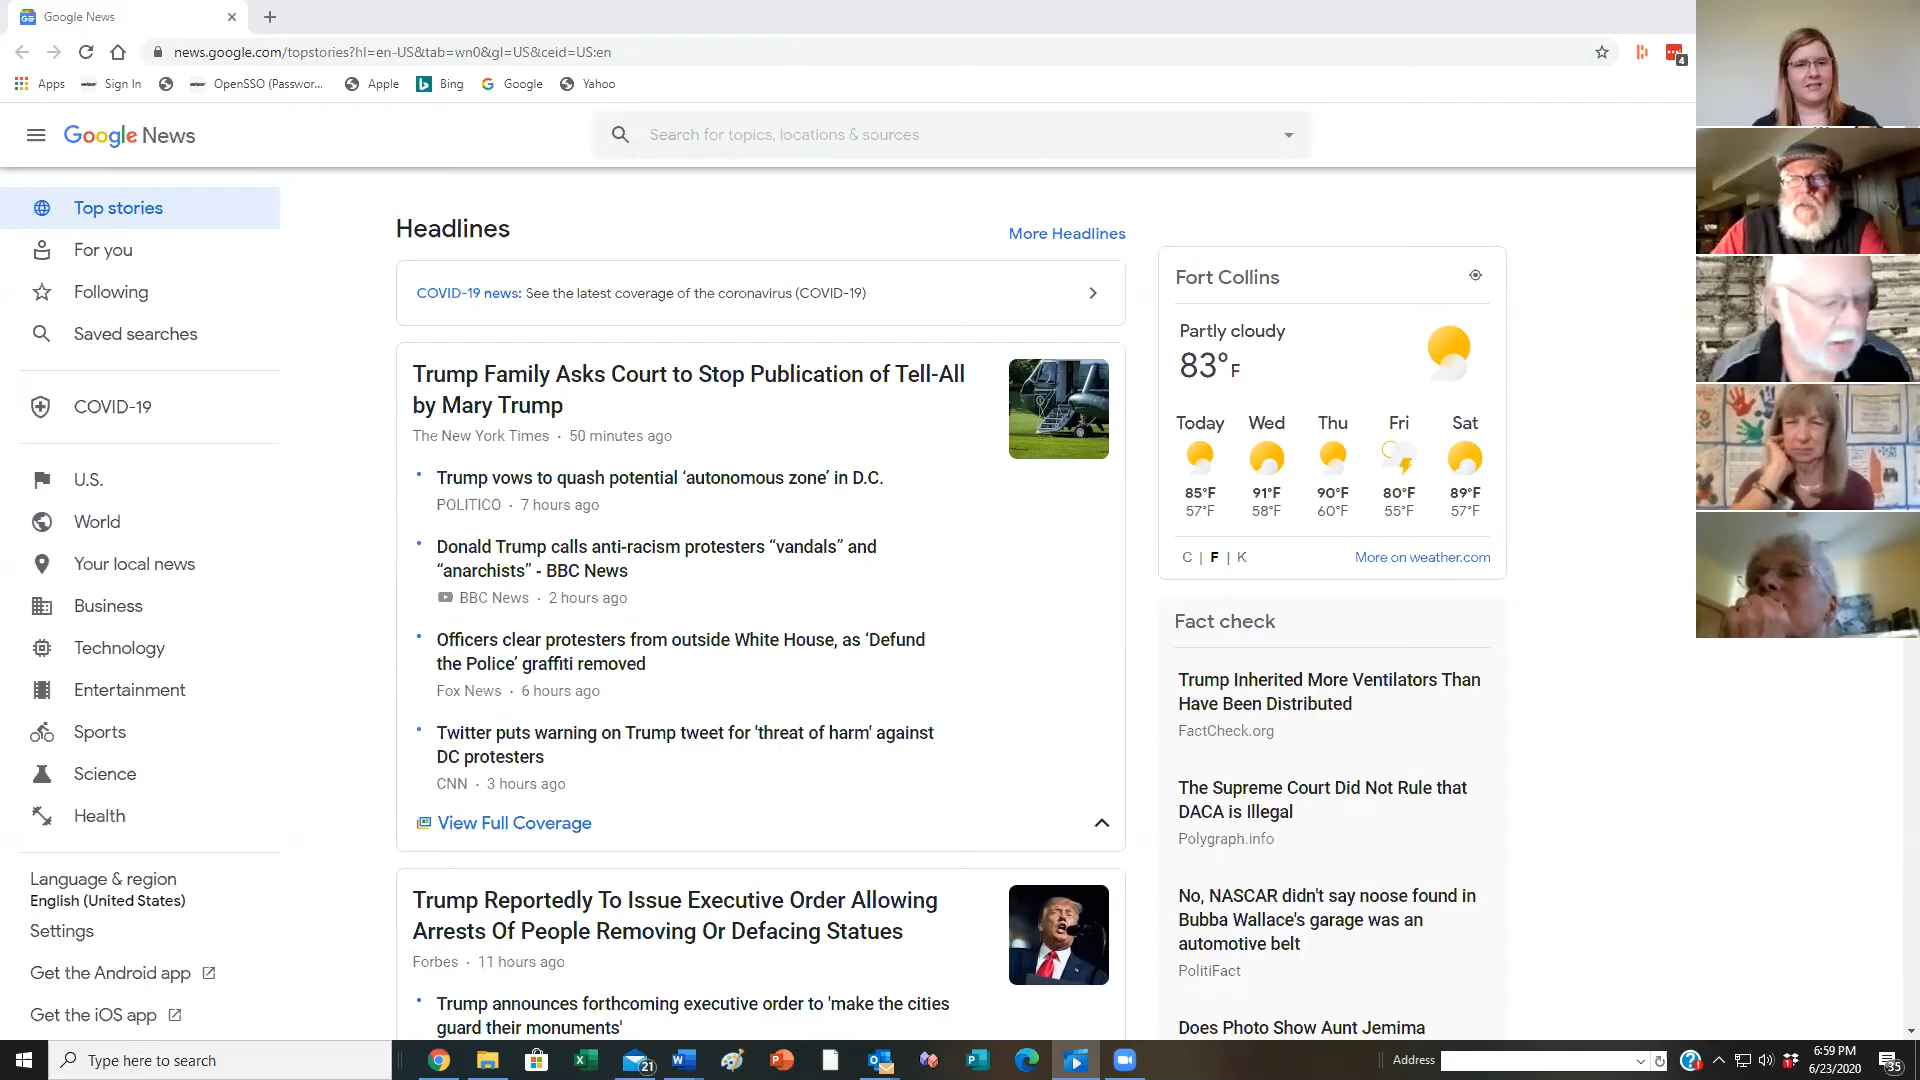 Google News
news.google.com/topstories?hl=en-US&tab=wn0&gl=US&ceid=US:en
4
Apps
Sign In
OpenSSO (Passwor...
Apple
Bing
Google
Yahoo
Google News
Search for topics, locations & sources
Top stories
For you
Following
Saved searches
COVID-19
U.S.
World
Your local news
Business
Technology
Entertainment
Sports
Science
Health
Language & region
English (United States)
Settings
Get the Android app
Get the iOS app
Headlines
More Headlines
COVID-19 news: See the latest coverage of the coronavirus (COVID-19)
Trump Family Asks Court to Stop Publication of Tell-All
by Mary Trump
The New York Times · 50 minutes ago
Trump vows to quash potential ‘autonomous zone’ in D.C.
POLITICO · 7 hours ago
Donald Trump calls anti-racism protesters “vandals” and
“anarchists” - BBC News
BBC News · 2 hours ago
Officers clear protesters from outside White House, as ‘Defund
the Police’ graffiti removed
Fox News · 6 hours ago
Twitter puts warning on Trump tweet for 'threat of harm' against
DC protesters
CNN · 3 hours ago
View Full Coverage
Trump Reportedly To Issue Executive Order Allowing
Arrests Of People Removing Or Defacing Statues
Forbes · 11 hours ago
Trump announces forthcoming executive order to 'make the cities
guard their monuments'
Fort Collins
Partly cloudy
83°F
Today Wed Thu Fri Sat
85°F 91°F 90°F 80°F 89°F
57°F 58°F 60°F 55°F 57°F
C | F | K
More on weather.com
Fact check
Trump Inherited More Ventilators Than
Have Been Distributed
FactCheck.org
The Supreme Court Did Not Rule that
DACA is Illegal
Polygraph.info
No, NASCAR didn't say noose found in
Bubba Wallace's garage was an
automotive belt
PolitiFact
Does Photo Show Aunt Jemima
Type here to search
21
Address
6:59 PM
6/23/2020
35